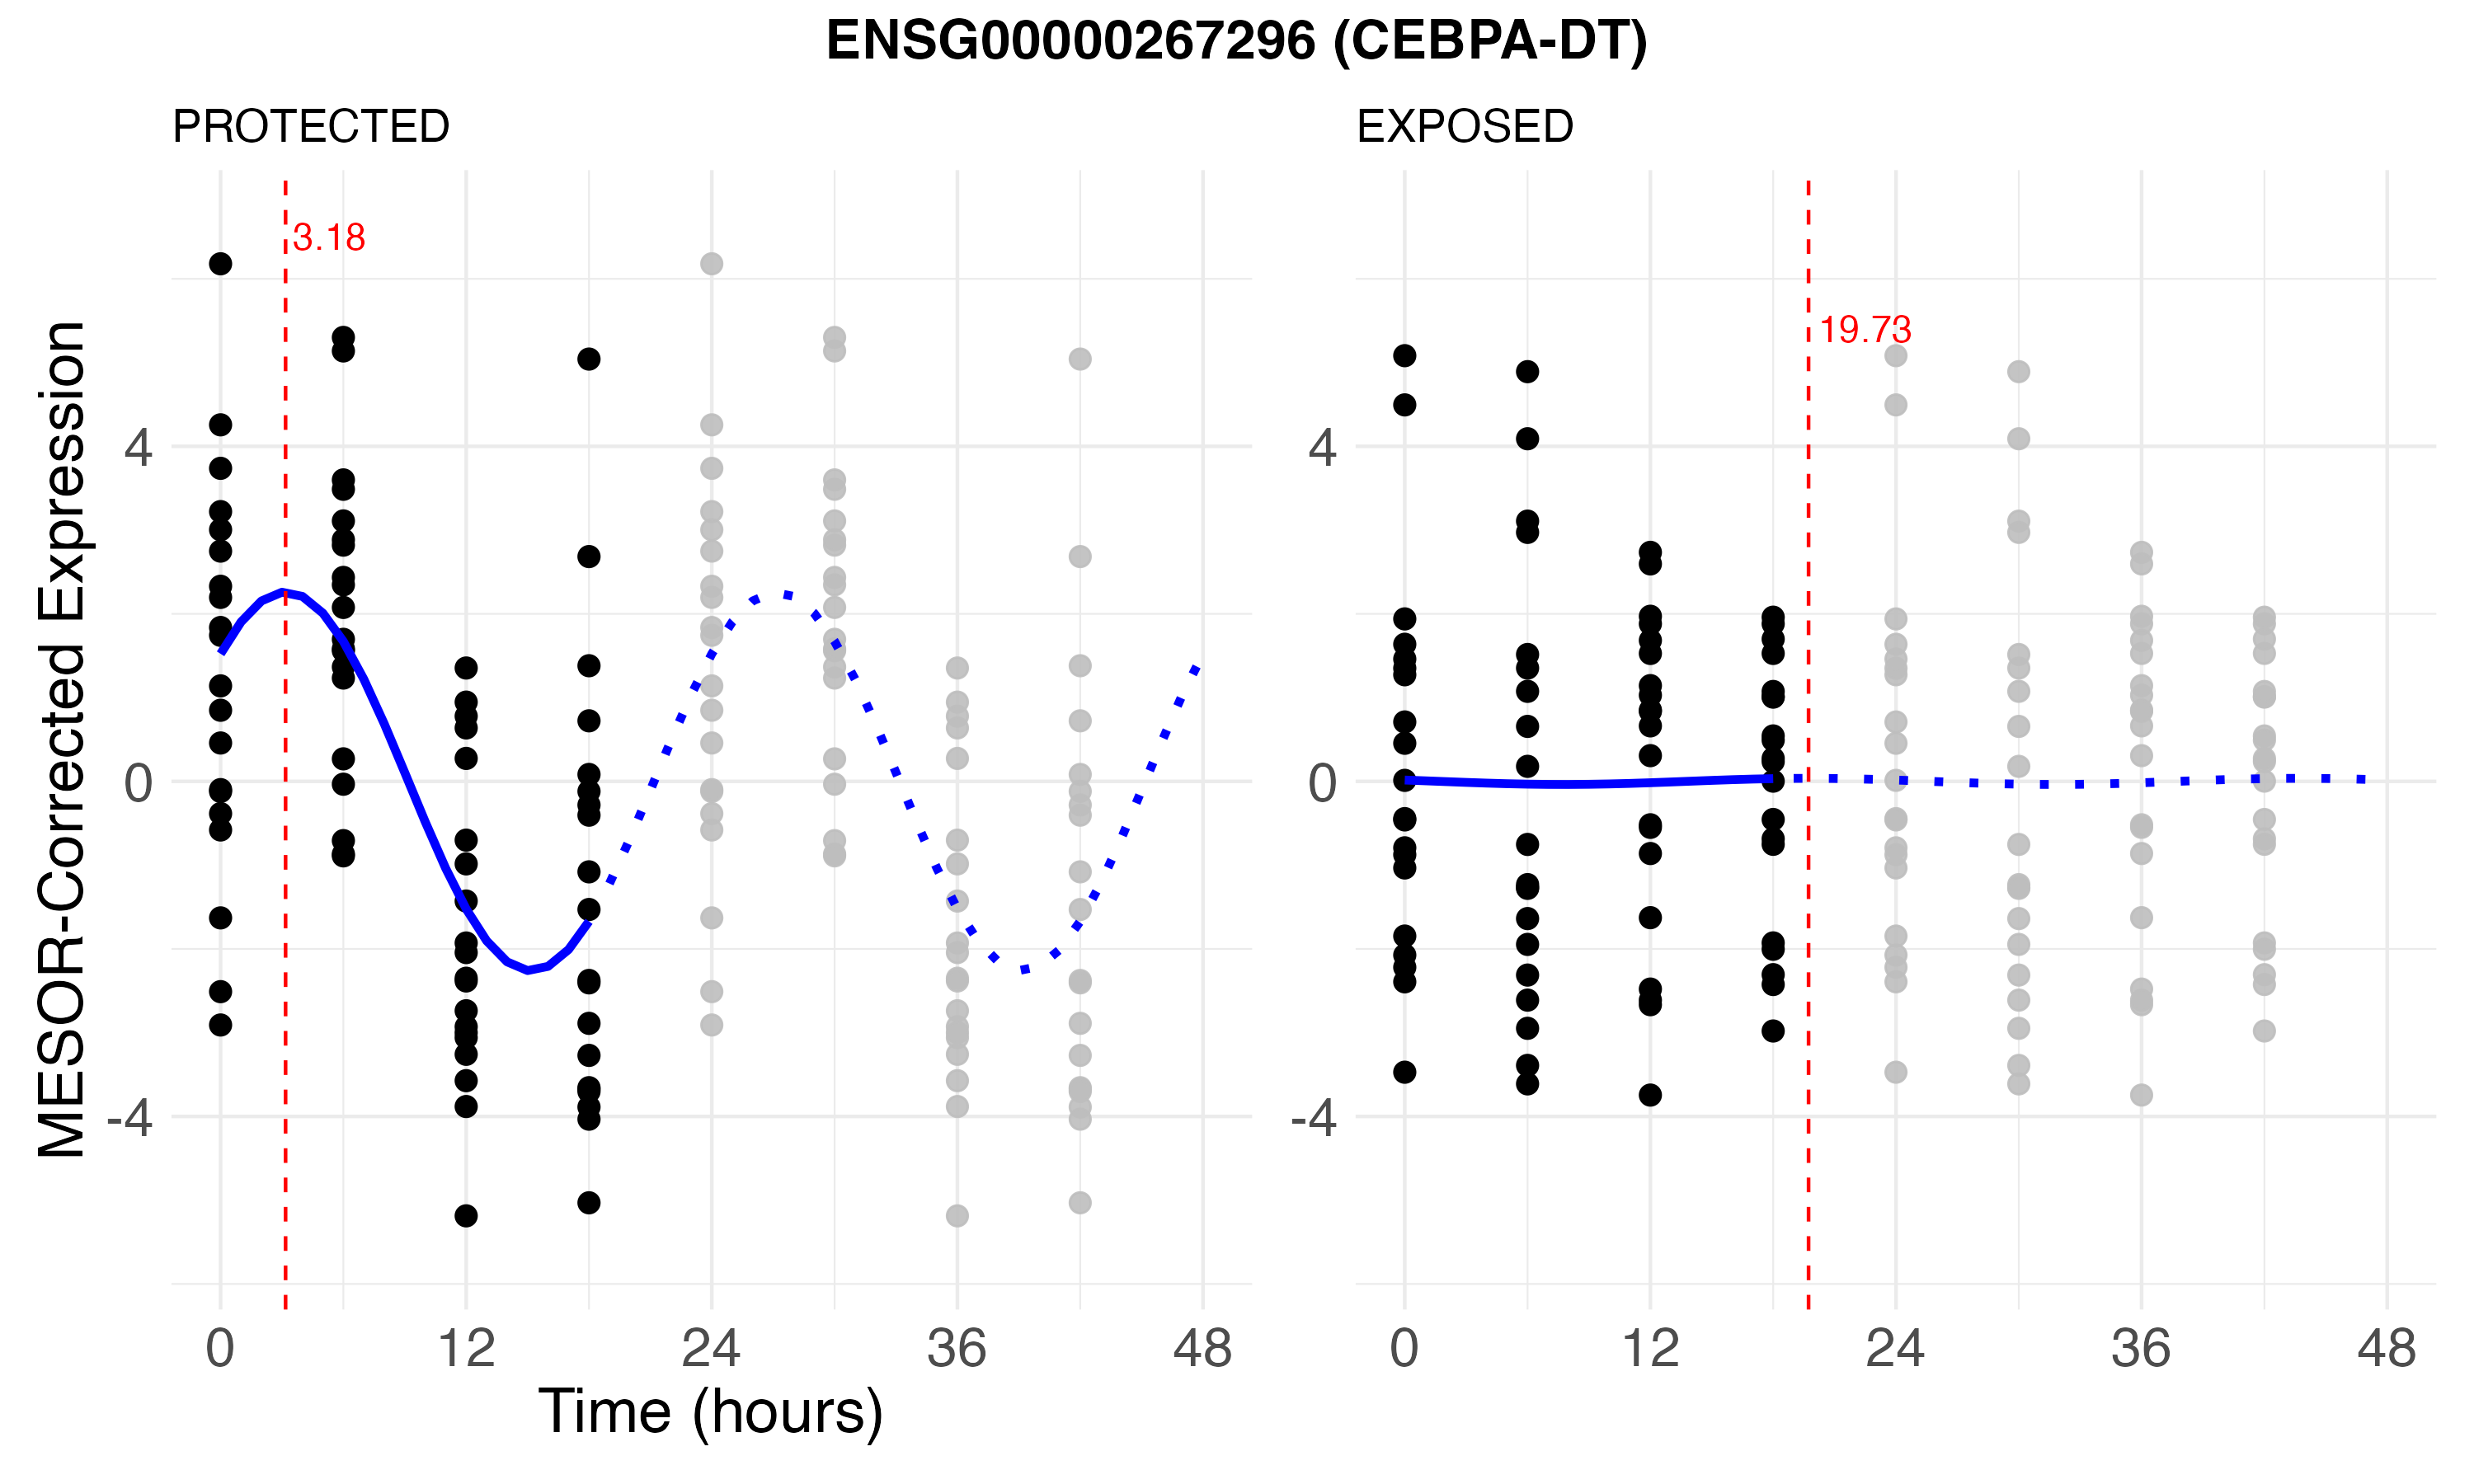 ENSG00000267296 (CEBPA-DT)
PROTECTED
EXPOSED
MESOR-Corrected Expression
3.18
19.73
4
0
-4
4
0
-4
0 12 24 36 48
0 12 24 36 48
Time (hours)